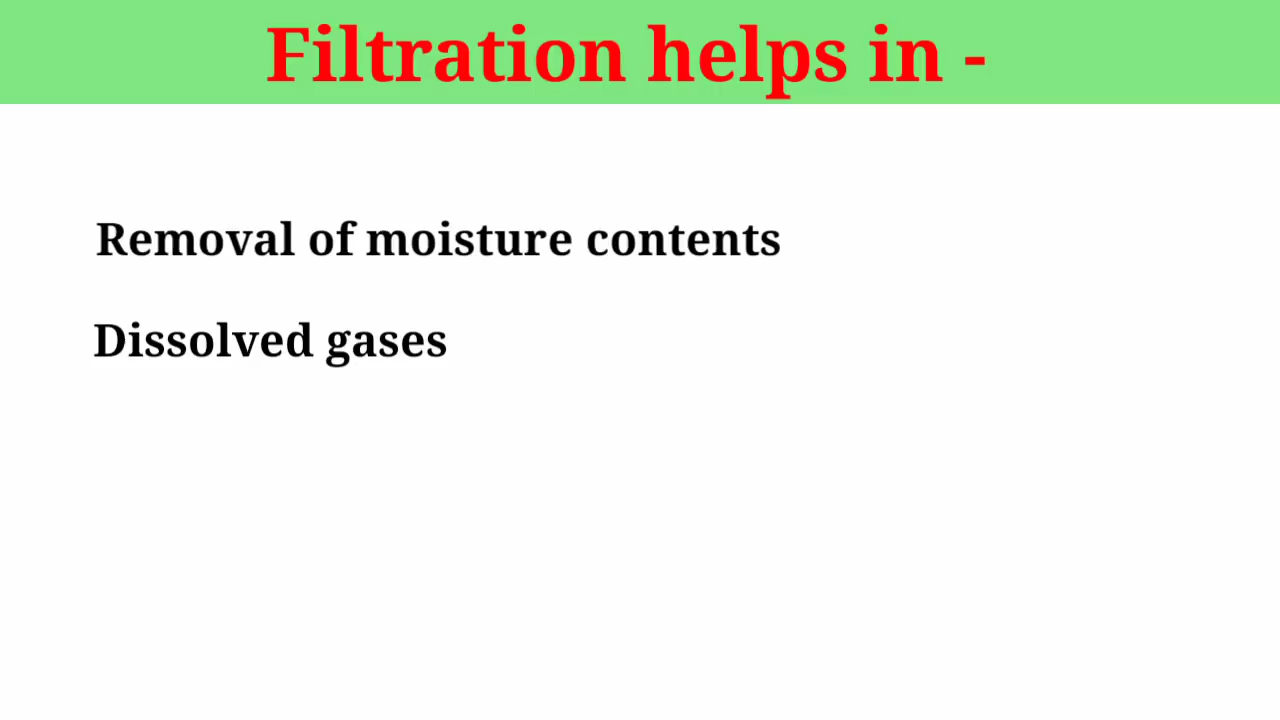 Filtration helps in -
Removal of moisture contents
Dissolved gases